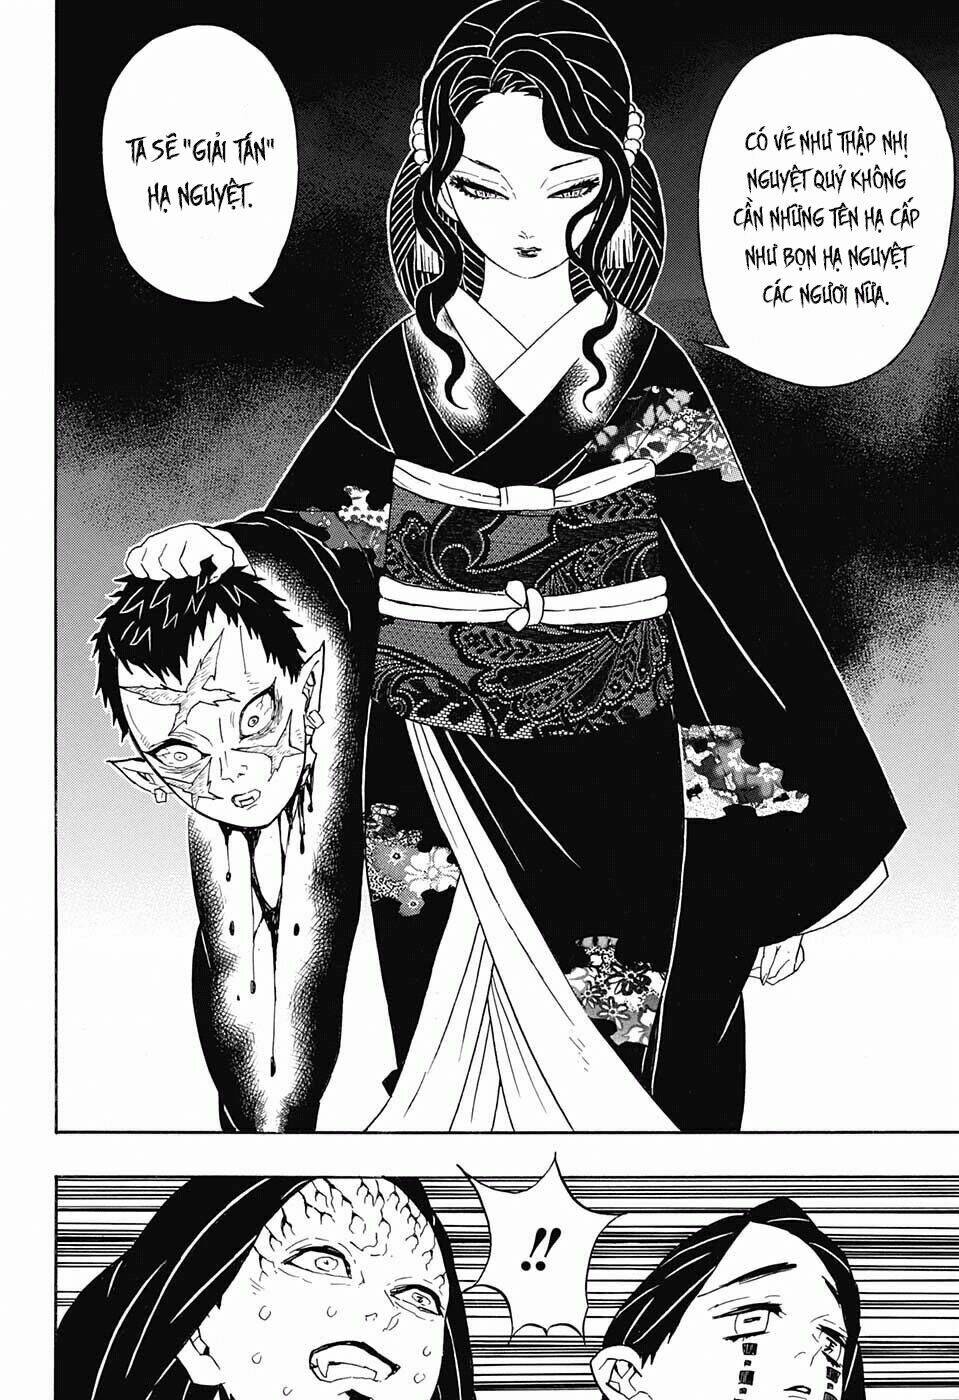 CÓ VẺ NHƯ THẬP NHỊ
NGUYỆT QUỶ KHÔNG
CẦN NHỮNG TÊN HẠ CẤP
NHƯ BỌN HẠ NGUYỆT
CÁC NGƯƠI NỮA.
TA SẼ "GIẢI TÁN"
HẠ NGUYỆT.
!!